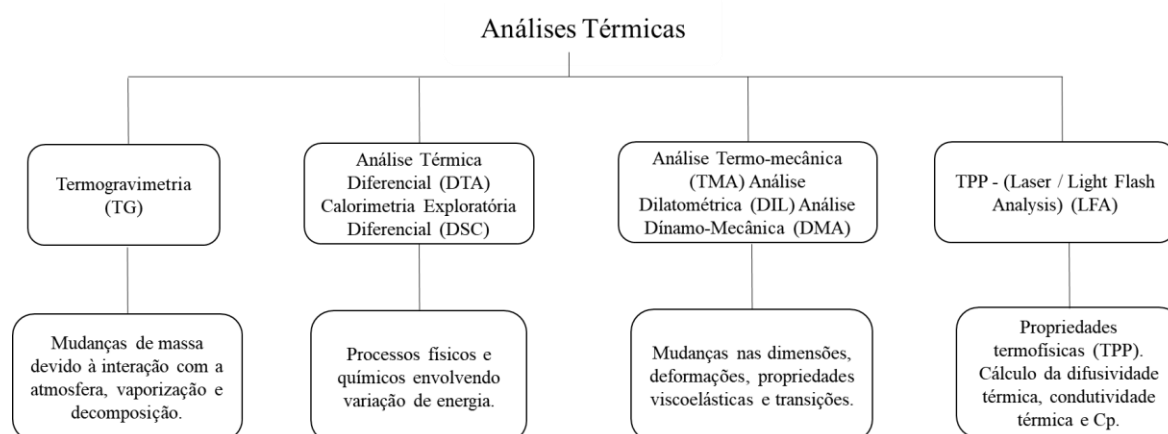 Análises Térmicas
Termogravimetria
(TG)
Análise Térmica
Diferencial (DTA)
Calorimetria Exploratória
Diferencial (DSC)
Análise Termo-mecânica
(TMA) Análise
Dilatométrica (DIL) Análise
Dínamo-Mecânica (DMA)
TPP - (Laser / Light Flash
Analysis) (LFA)
Mudanças de massa
devido à interação com a
atmosfera, vaporização e
decomposição.
Processos físicos e
químicos envolvendo
variação de energia.
Mudanças nas dimensões,
deformações, propriedades
viscoelásticas e transições.
Propriedades
termofísicas (TPP).
Cálculo da difusividade
térmica, condutividade
térmica e Cp.